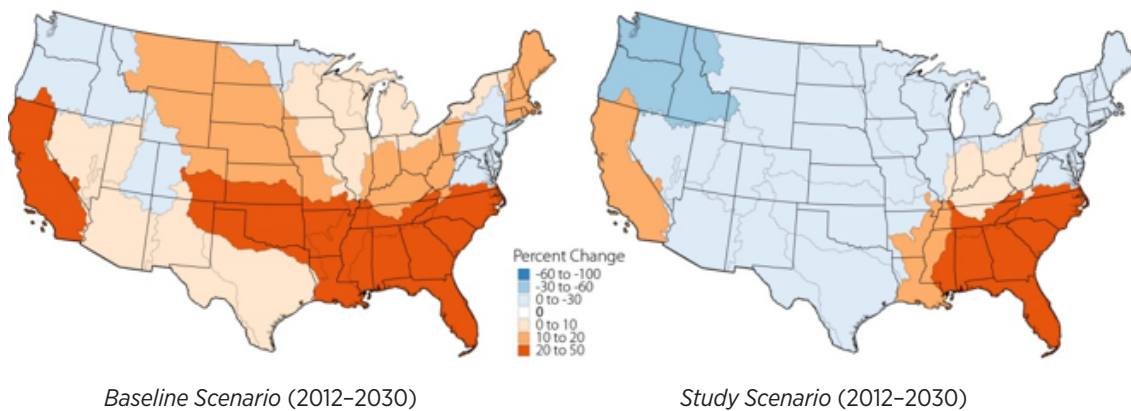 Percent Change
-60 to -100
-30 to -60
0 to -30
0
0 to 10
10 to 20
20 to 50
Baseline Scenario (2012–2030)
Study Scenario (2012–2030)